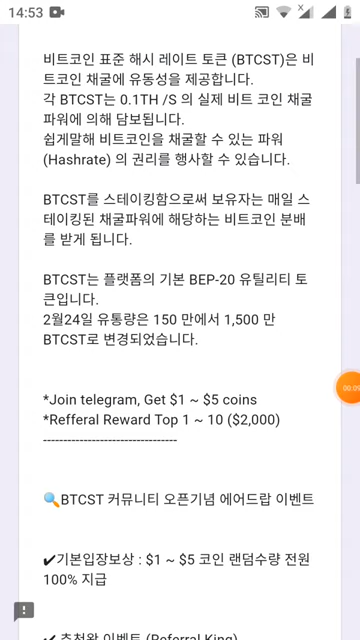 14:53
비트코인 표준 해시 레이트 토큰 (BTCST)은 비
트코인 채굴에 유동성을 제공합니다.
각 BTCST는 0.1TH /S 의 실제 비트 코인 채굴
파워에 의해 담보됩니다.
쉽게말해 비트코인을 채굴할 수 있는 파워
(Hashrate) 의 권리를 행사할 수 있습니다.
BTCST를 스테이킹함으로써 보유자는 매일 스
테이킹된 채굴파워에 해당하는 비트코인 분배
를 받게 됩니다.
BTCST는 플랫폼의 기본 BEP-20 유틸리티 토
큰입니다.
2월24일 유통량은 150 만에서 1,500 만
BTCST로 변경되었습니다.
*Join telegram, Get $1 ~ $5 coins
*Refferal Reward Top 1 ~ 10 ($2,000)
---------------------------------
🔍BTCST 커뮤니티 오픈기념 에어드랍 이벤트
✔기본입장보상 : $1 ~ $5 코인 랜덤수량 전원
100% 지급
✔ 추천왕 이벤트 (Referral King)
00:09